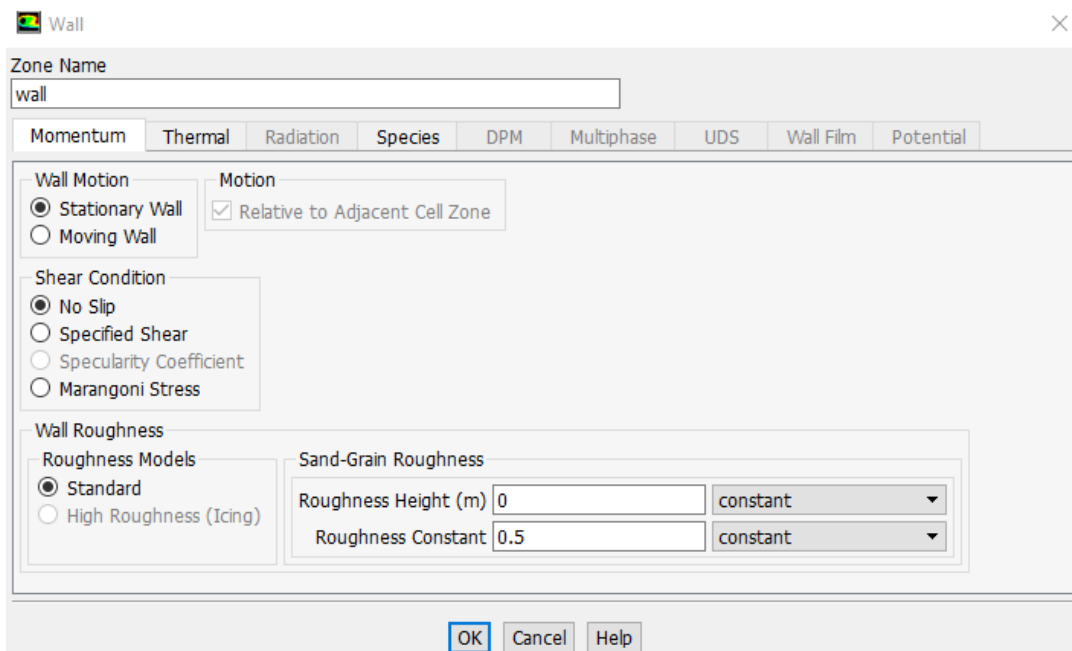 Wall
Zone Name
wall
Momentum Thermal Radiation Species DPM Multiphase UDS Wall Film Potential
Wall Motion Motion
Stationary Wall Relative to Adjacent Cell Zone
Moving Wall
Shear Condition
No Slip
Specified Shear
Specularity Coefficient
Marangoni Stress
Wall Roughness
Roughness Models Sand-Grain Roughness
Standard
Roughness Height (m) 0 constant
High Roughness (Icing)
Roughness Constant 0.5 constant
OK Cancel Help